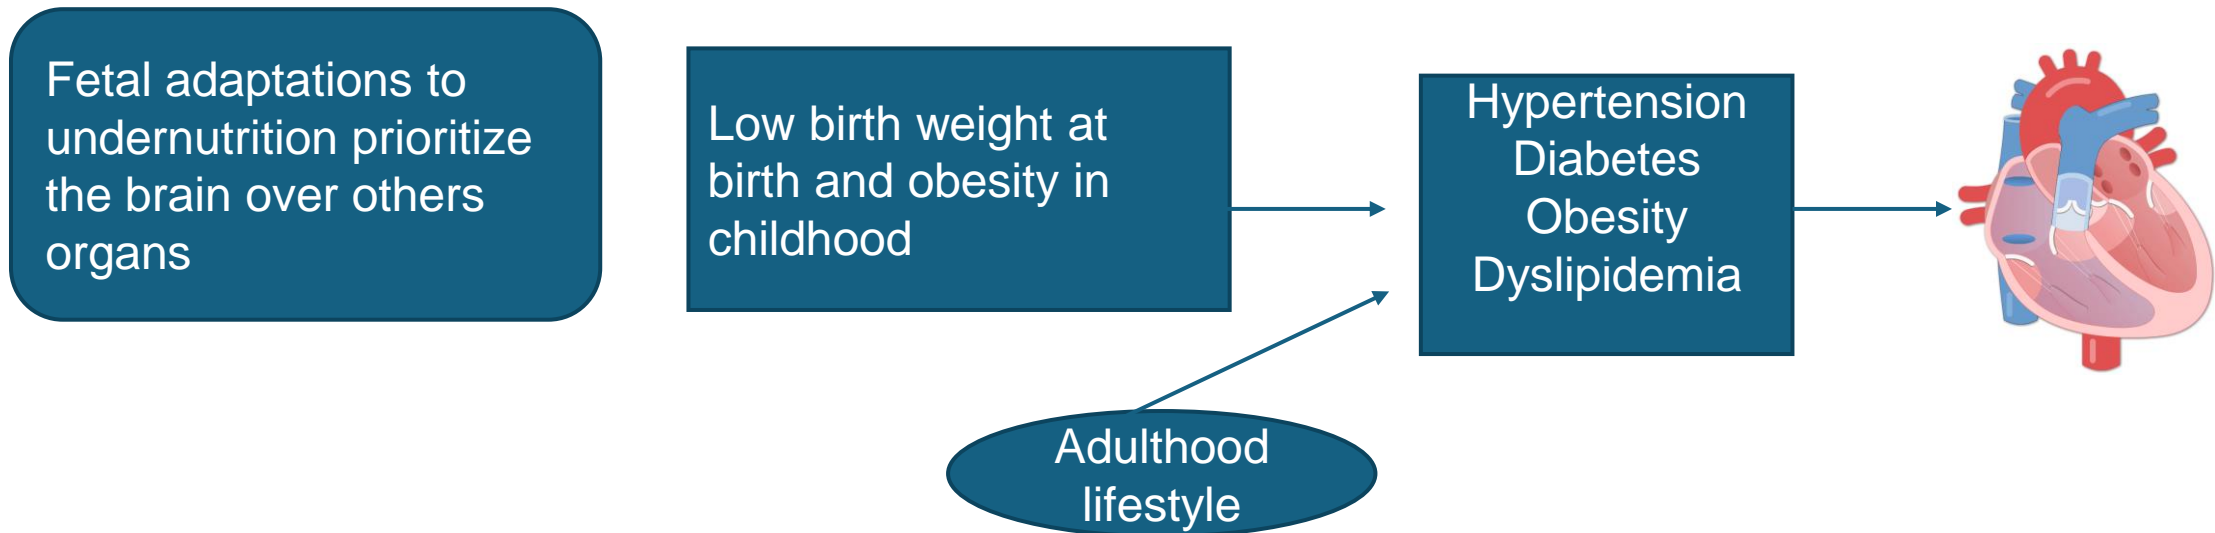 Fetal adaptations to
undernutrition prioritize
the brain over others
organs
Low birth weight at
birth and obesity in
childhood
Hypertension
Diabetes
Obesity
Dyslipidemia
Adulthood
lifestyle